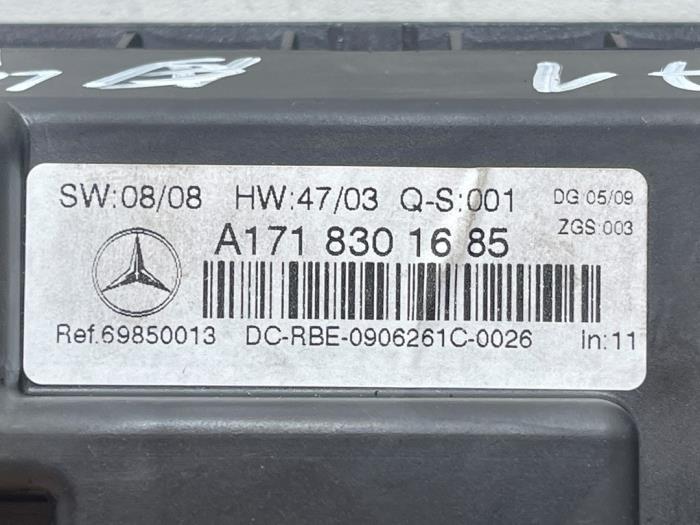 SW:08/08 HW:47/03 Q-S:001 DG:05/09
ZGS:003
A171 830 16 85
Ref.69850013 DC-RBE-0906261C-0026 in:11